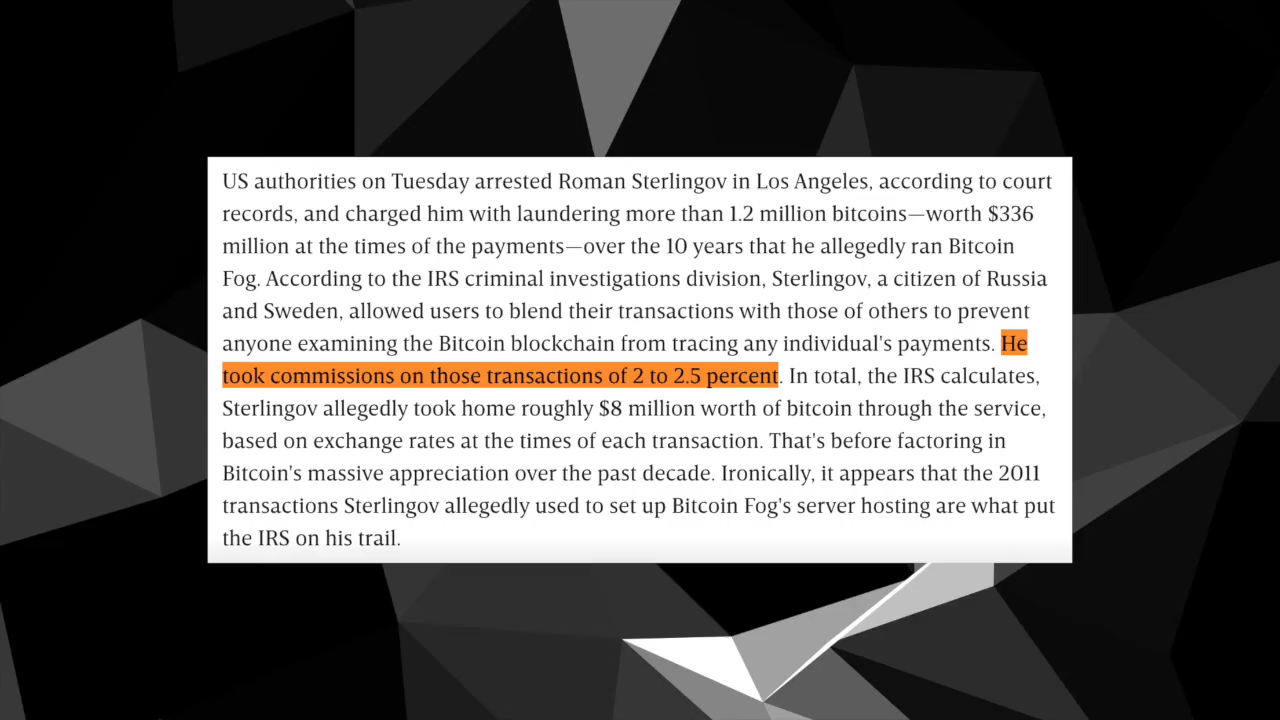 US authorities on Tuesday arrested Roman Sterlingov in Los Angeles, according to court
records, and charged him with laundering more than 1.2 million bitcoins—worth $336
million at the times of the payments—over the 10 years that he allegedly ran Bitcoin
Fog. According to the IRS criminal investigations division, Sterlingov, a citizen of Russia
and Sweden, allowed users to blend their transactions with those of others to prevent
anyone examining the Bitcoin blockchain from tracing any individual's payments. He
took commissions on those transactions of 2 to 2.5 percent. In total, the IRS calculates,
Sterlingov allegedly took home roughly $8 million worth of bitcoin through the service,
based on exchange rates at the times of each transaction. That's before factoring in
Bitcoin's massive appreciation over the past decade. Ironically, it appears that the 2011
transactions Sterlingov allegedly used to set up Bitcoin Fog's server hosting are what put
the IRS on his trail.